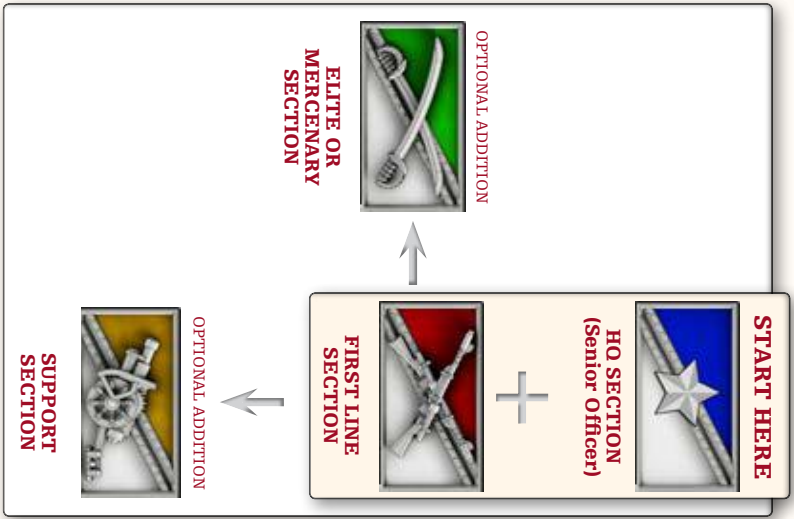 START HERE
HQ SECTION
(Senior Officer)
FIRST LINE
SECTION
OPTIONAL ADDITION
ELITE OR
MERCENARY
SECTION
OPTIONAL ADDITION
SUPPORT
SECTION